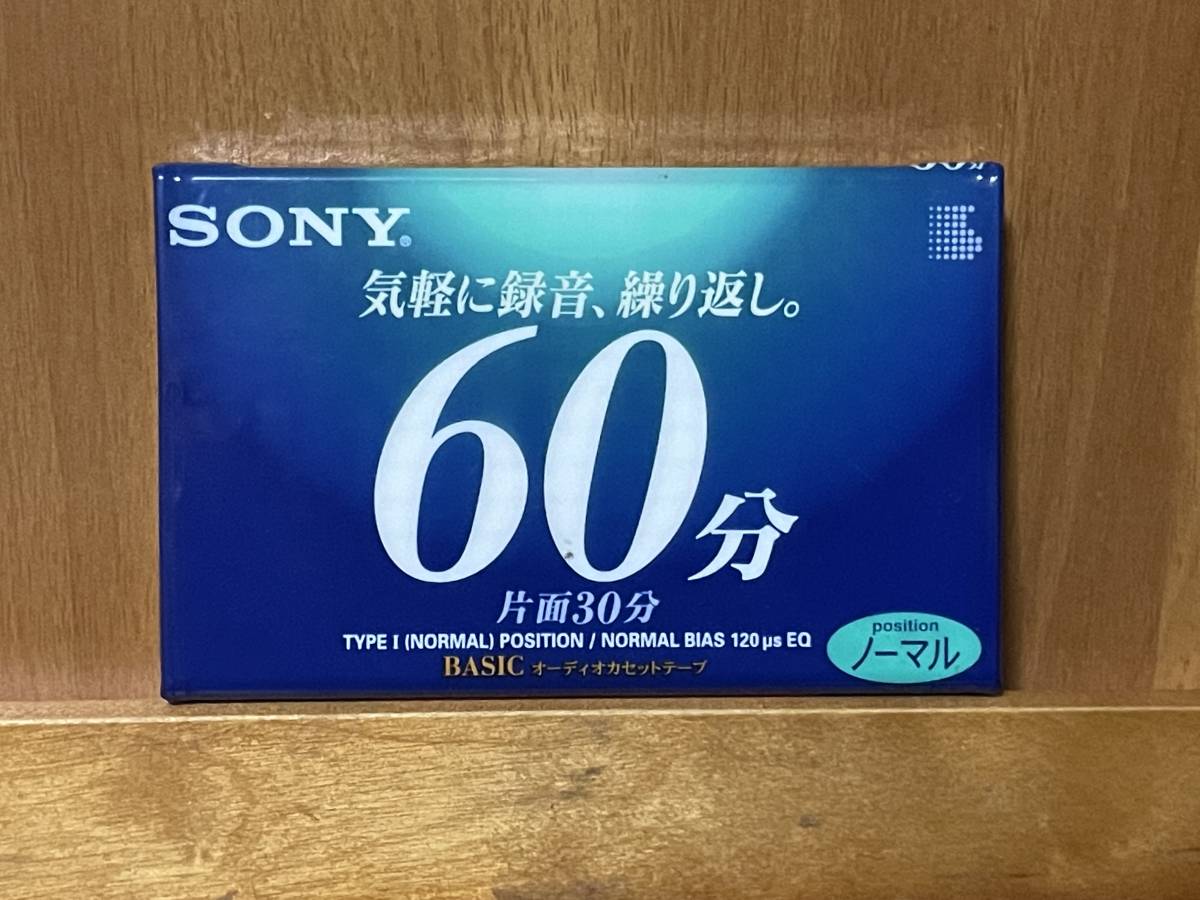 SONY®
気軽に録音、繰り返し。
60分
片面30分
TYPE I (NORMAL) POSITION / NORMAL BIAS 120 μs EQ
BASIC オーディオカセットテープ
position
ノーマル